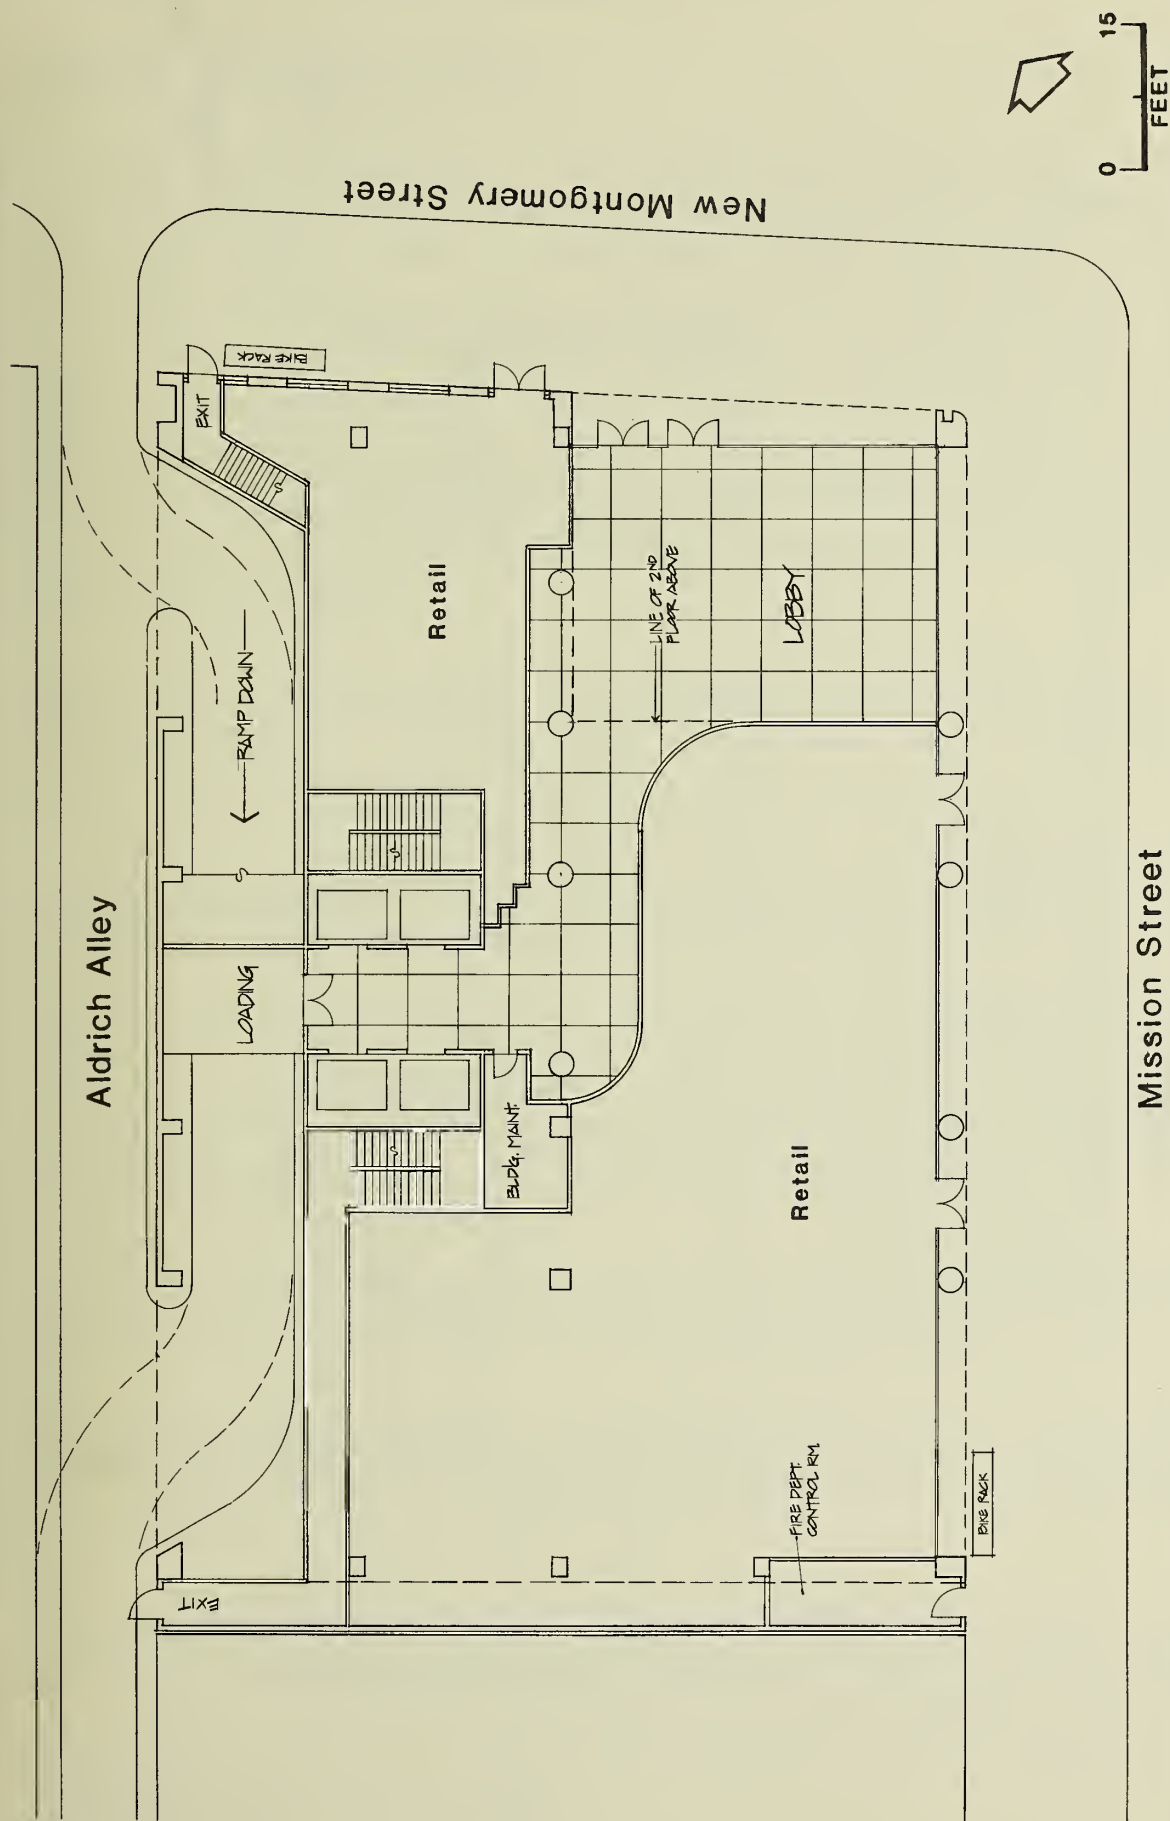 Aldrich Alley
New Montgomery Street
Mission Street
EXIT
BIKE RACK
Retail
RAMP DOWN
LINE OF 2ND
FLOOR ABOVE
LOBBY
LOADING
BLDG. MAINT.
Retail
FIRE DEPT.
CONTROL RM.
EXIT
BIKE RACK
0 15
FEET